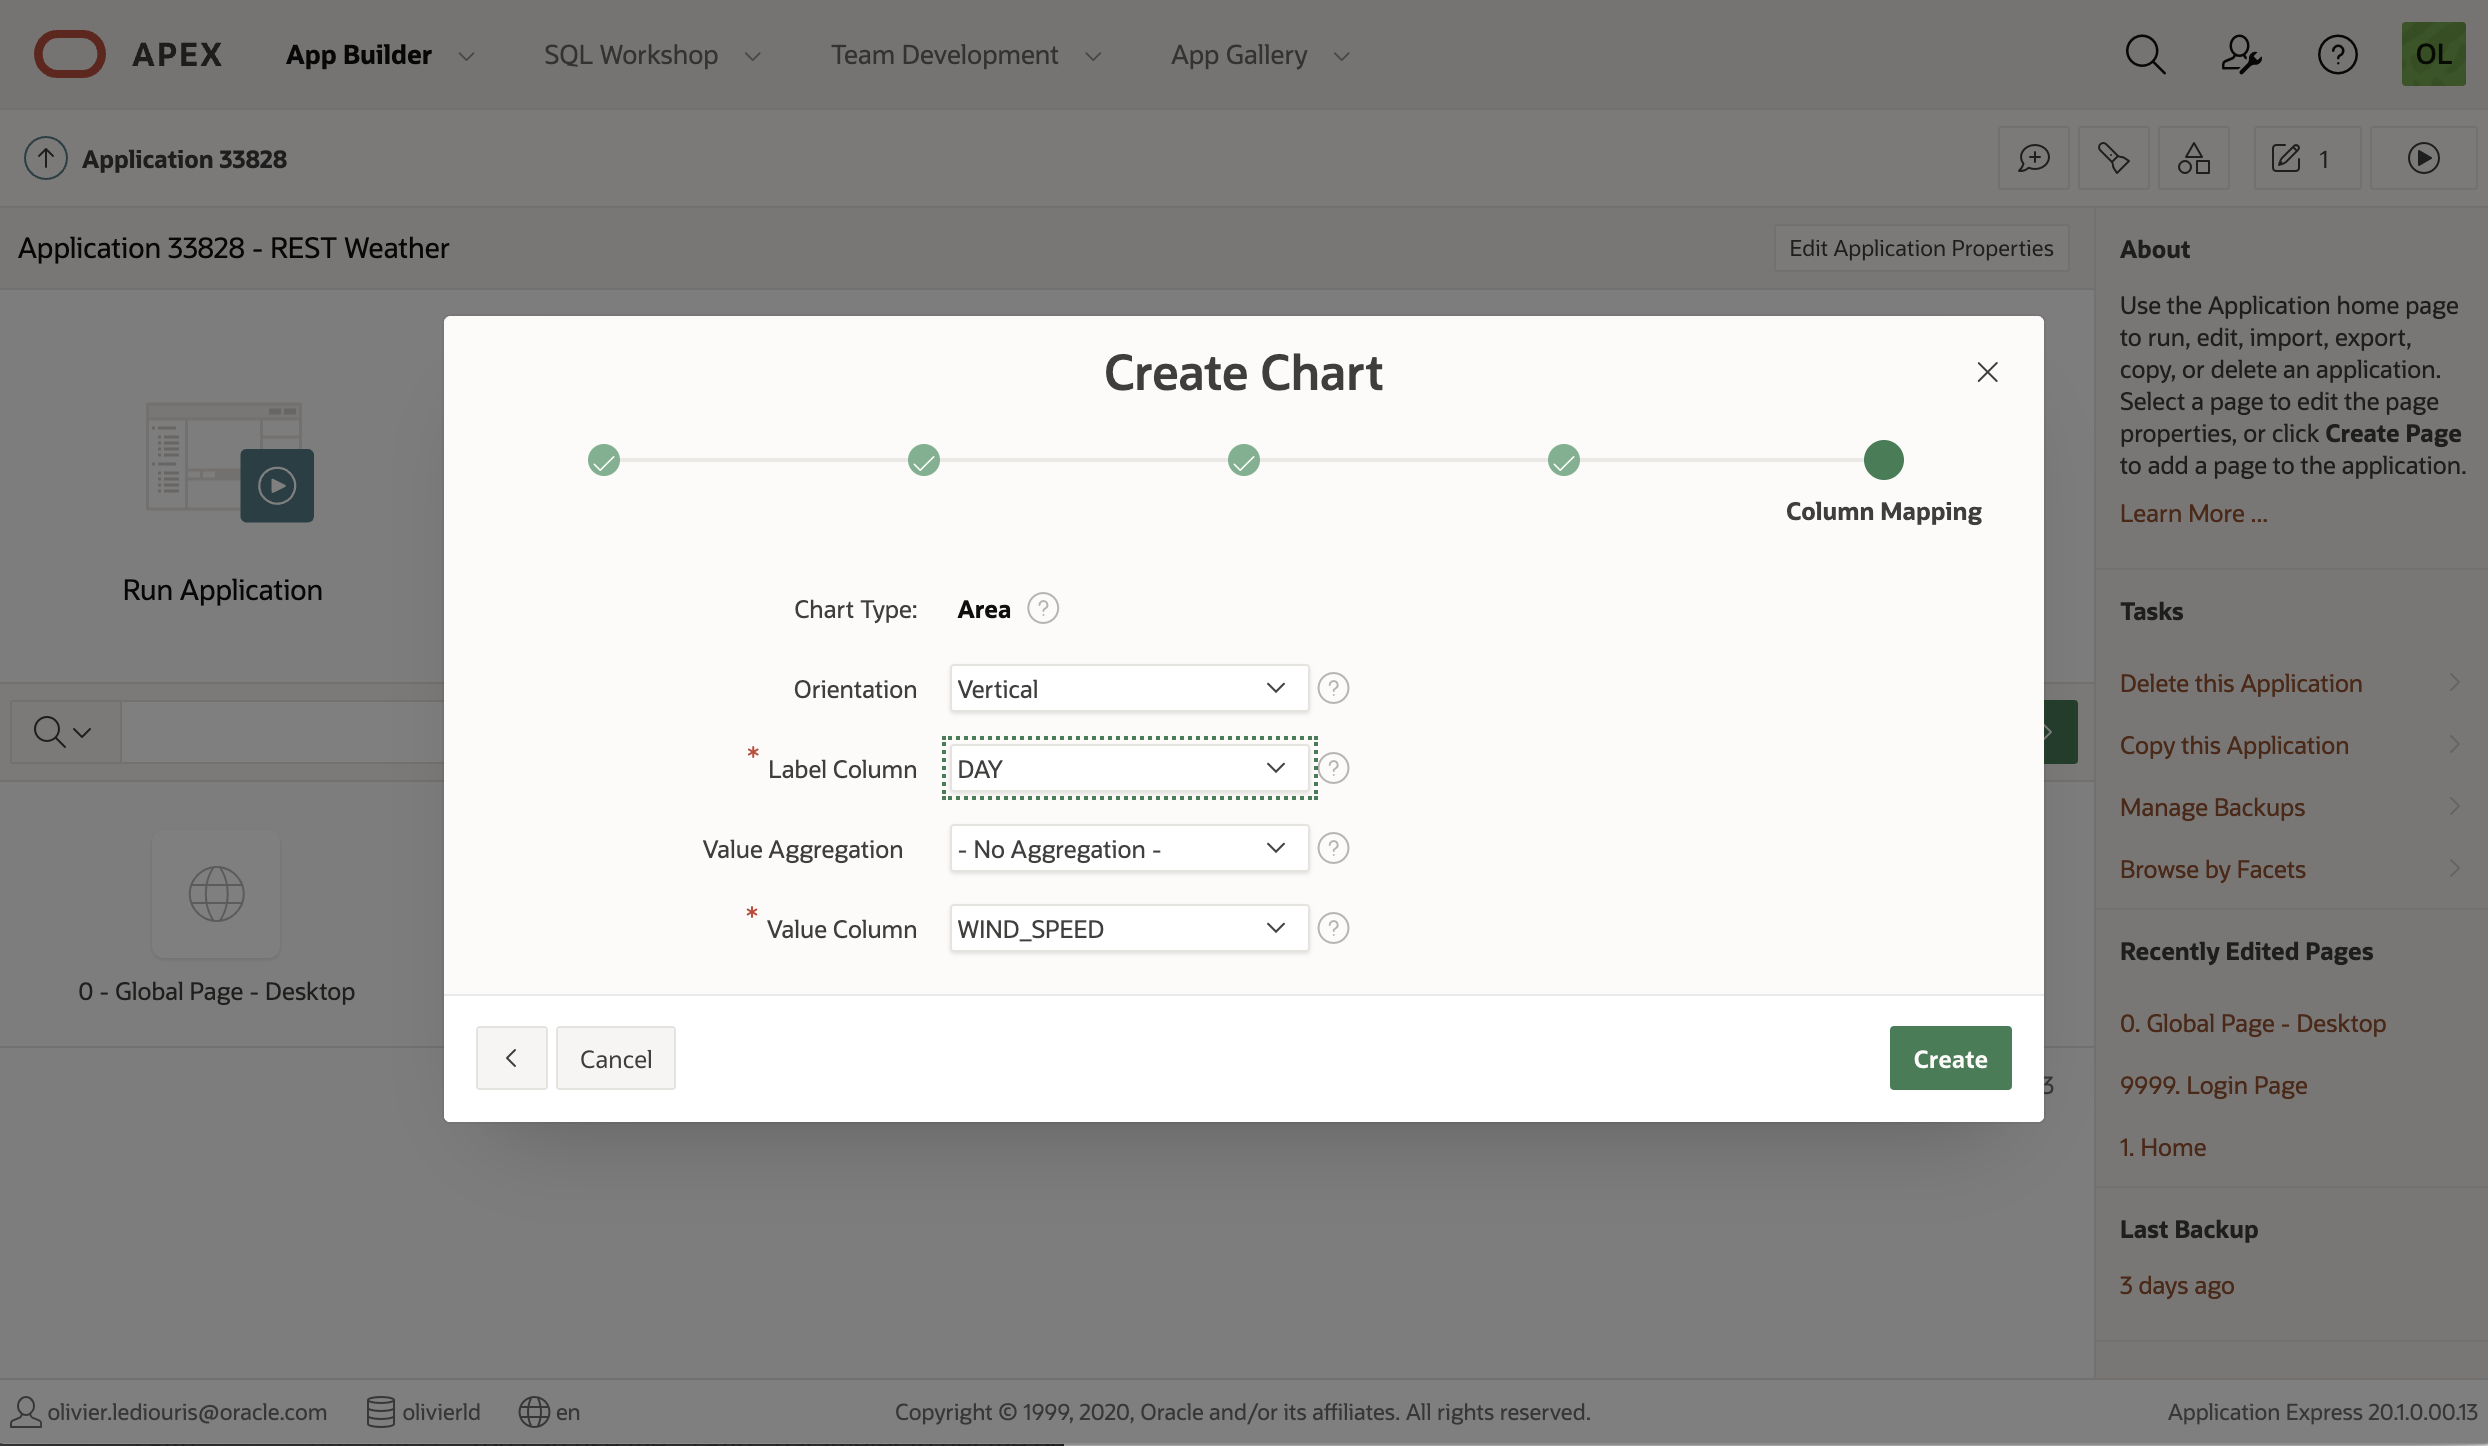 APEX
App Builder
SQL Workshop
Team Development
App Gallery
OL
Application 33828
1
Application 33828 - REST Weather
Edit Application Properties
Run Application
0 - Global Page - Desktop
3
Create Chart
Column Mapping
Chart Type: Area ?
Orientation Vertical ?
* Label Column DAY ?
Value Aggregation - No Aggregation - ?
* Value Column WIND_SPEED ?
Cancel
Create
About
Use the Application home page
to run, edit, import, export,
copy, or delete an application.
Select a page to edit the page
properties, or click Create Page
to add a page to the application.
Learn More ...
Tasks
Delete this Application
Copy this Application
Manage Backups
Browse by Facets
Recently Edited Pages
0. Global Page - Desktop
9999. Login Page
1. Home
Last Backup
3 days ago
olivier.lediouris@oracle.com
olivierld
en
Copyright © 1999, 2020, Oracle and/or its affiliates. All rights reserved.
Application Express 20.1.0.00.13